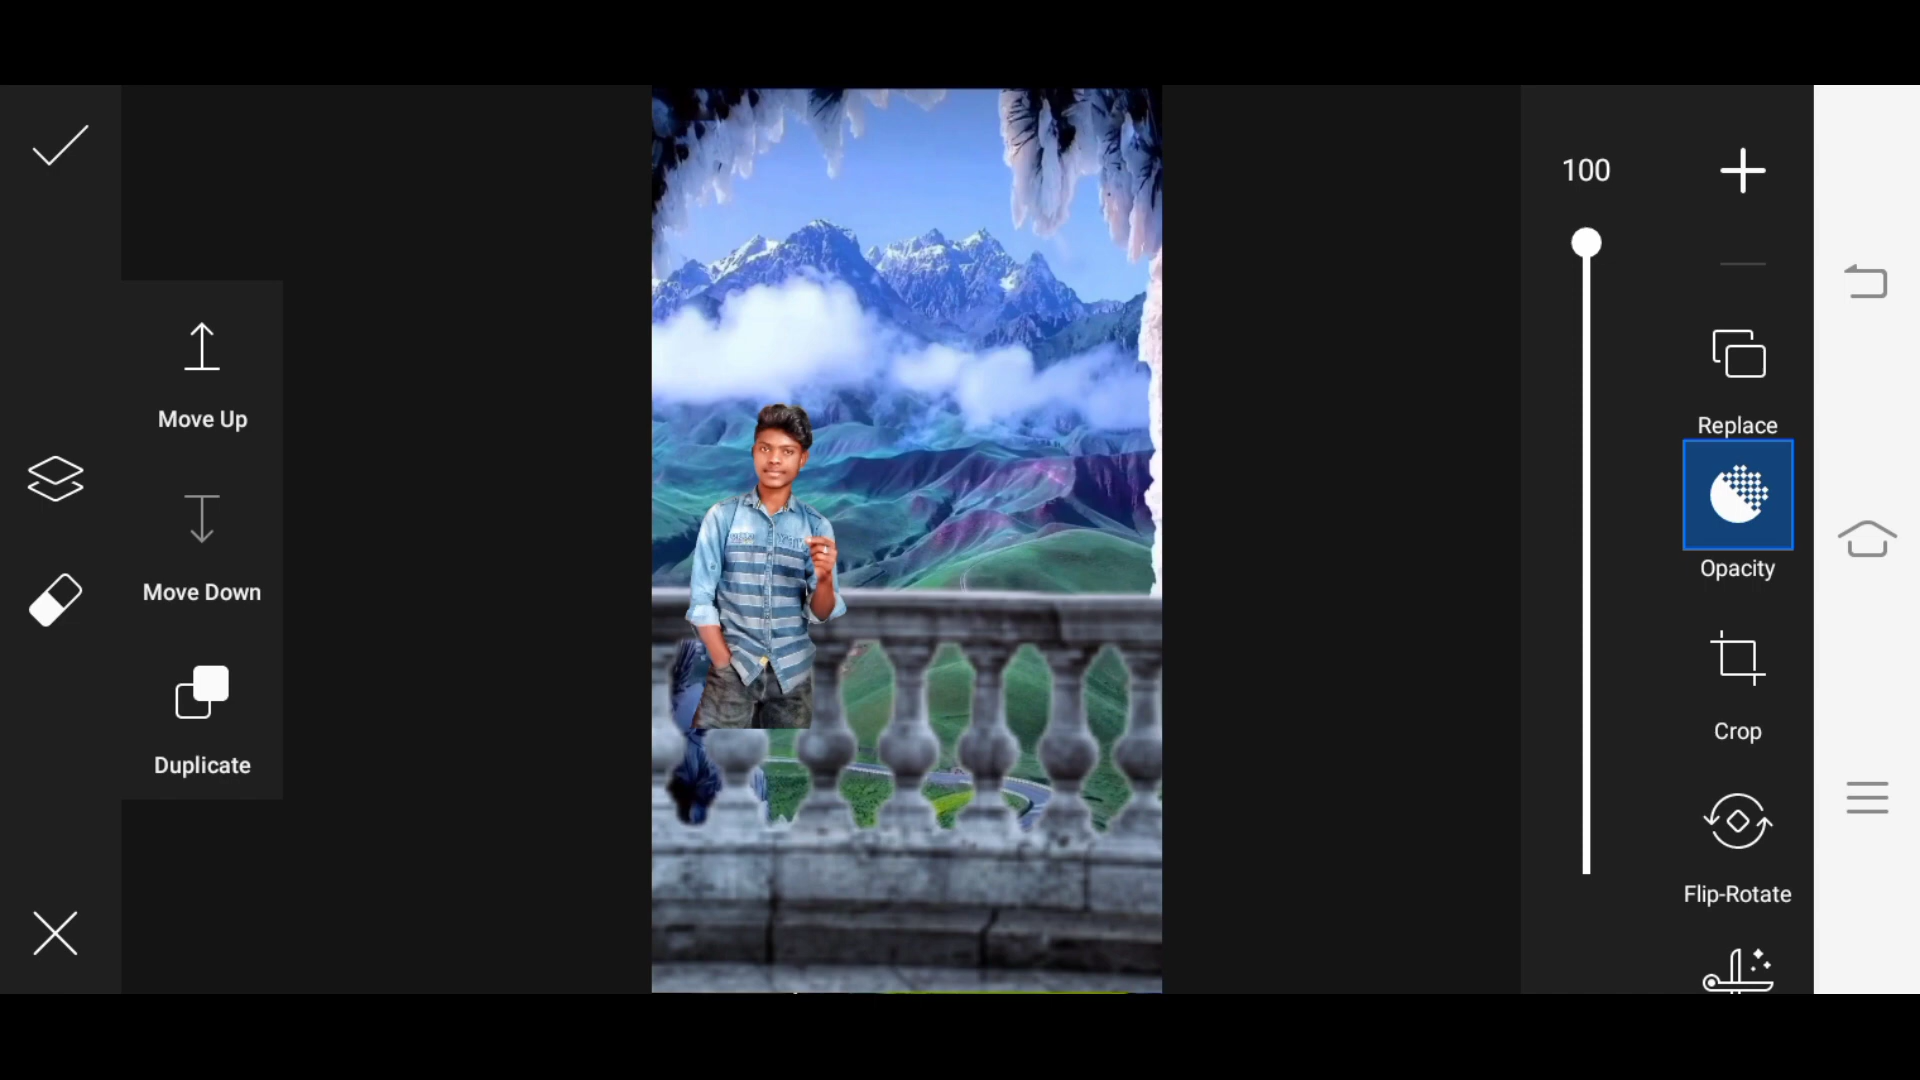 100
Move Up
Move Down
Duplicate
Replace
Opacity
Crop
Flip-Rotate